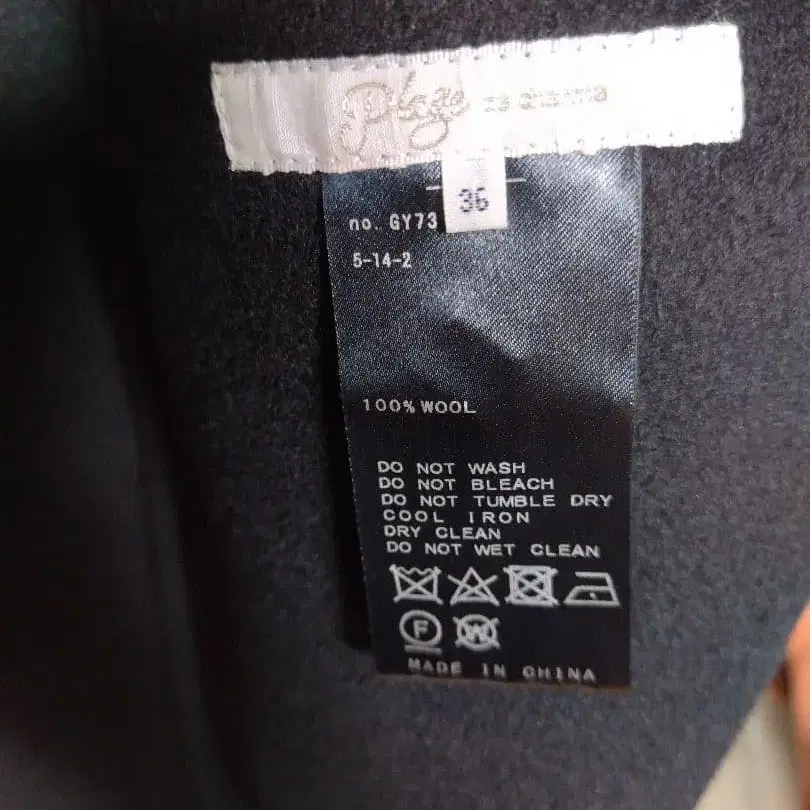 Plage
36
no. GY73
5-14-2
100% WOOL
DO NOT WASH
DO NOT BLEACH
DO NOT TUMBLE DRY
COOL IRON
DRY CLEAN
DO NOT WET CLEAN
F W
MADE IN CHINA